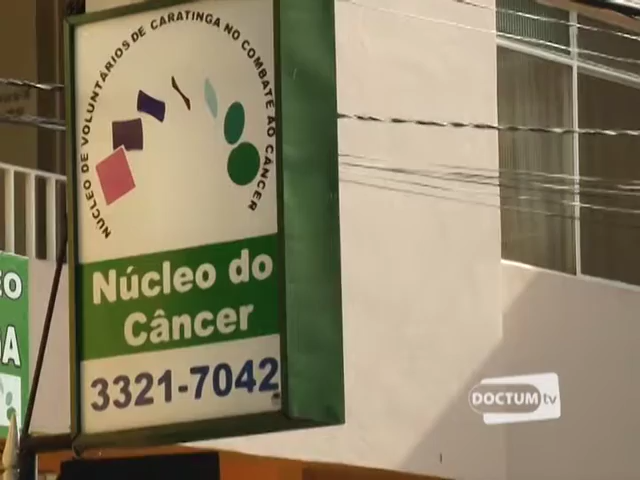 NÚCLEO DE VOLUNTÁRIOS DE CARATINGA NO COMBATE AO CÂNCER
Núcleo do
Câncer
3321-7042
DOCTUM tv